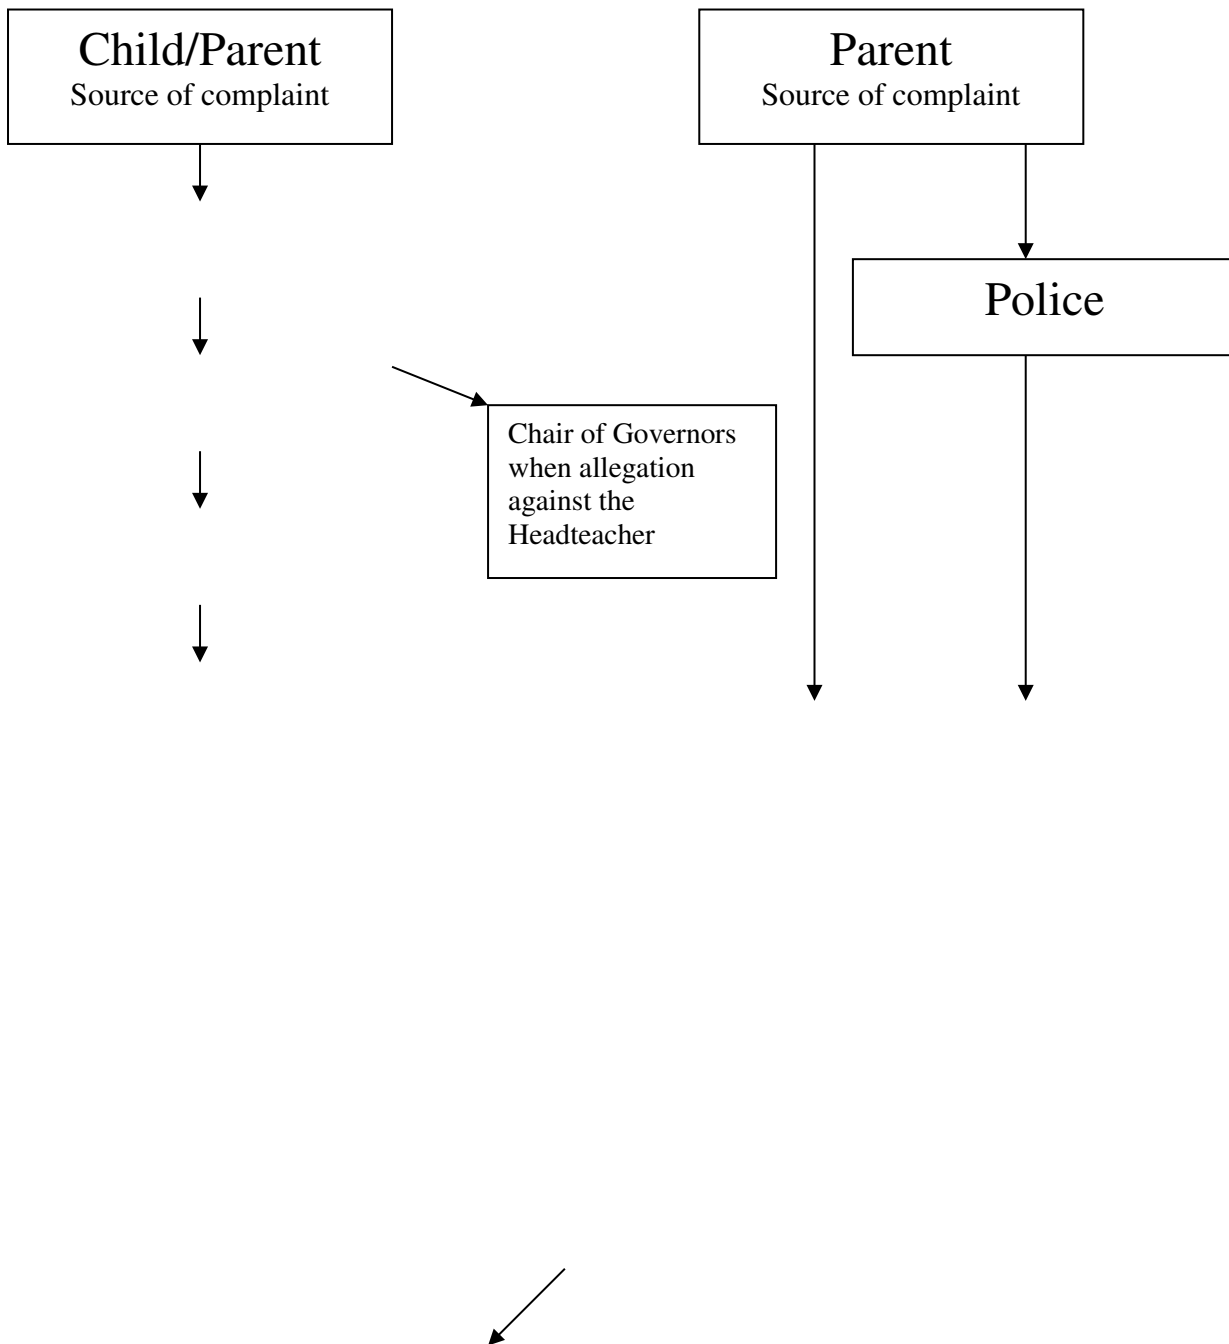 Child/Parent
Source of complaint
Parent
Source of complaint
Police
Chair of Governors
when allegation
against the
Headteacher